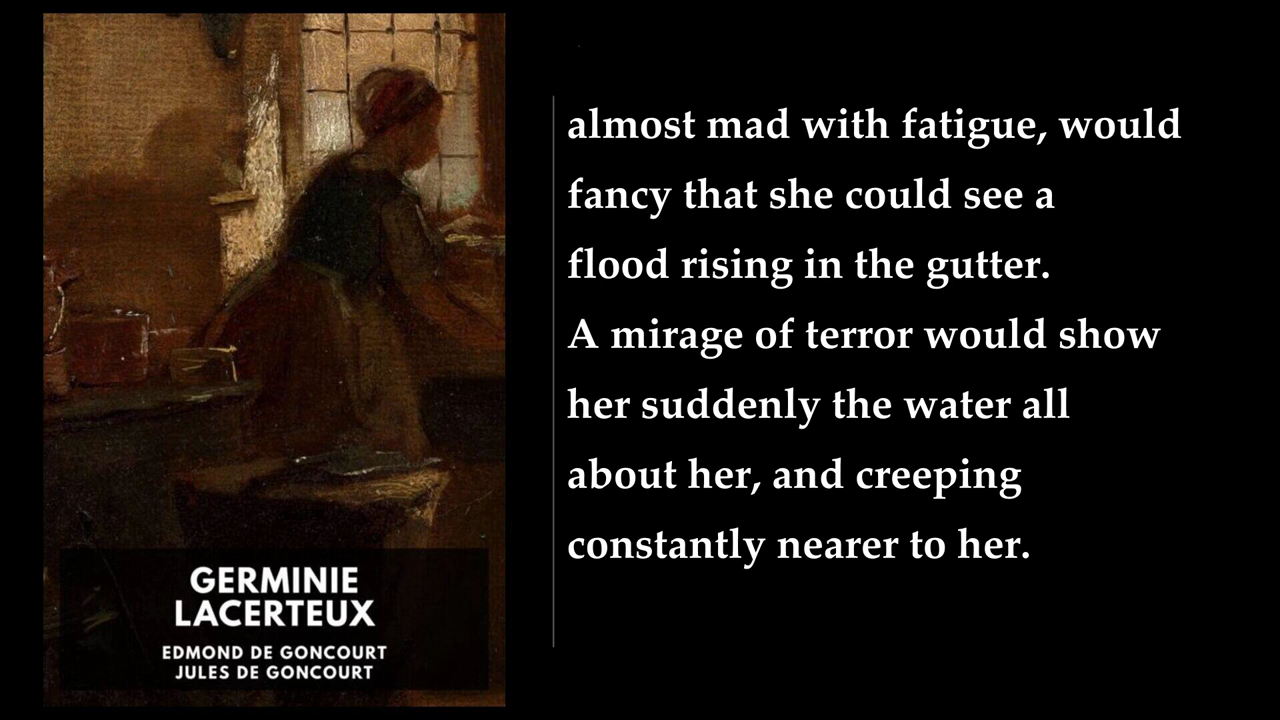 almost mad with fatigue, would
fancy that she could see a
flood rising in the gutter.
A mirage of terror would show
her suddenly the water all
about her, and creeping
constantly nearer to her.
GERMINIE
LACERTEUX
EDMOND DE GONCOURT
JULES DE GONCOURT